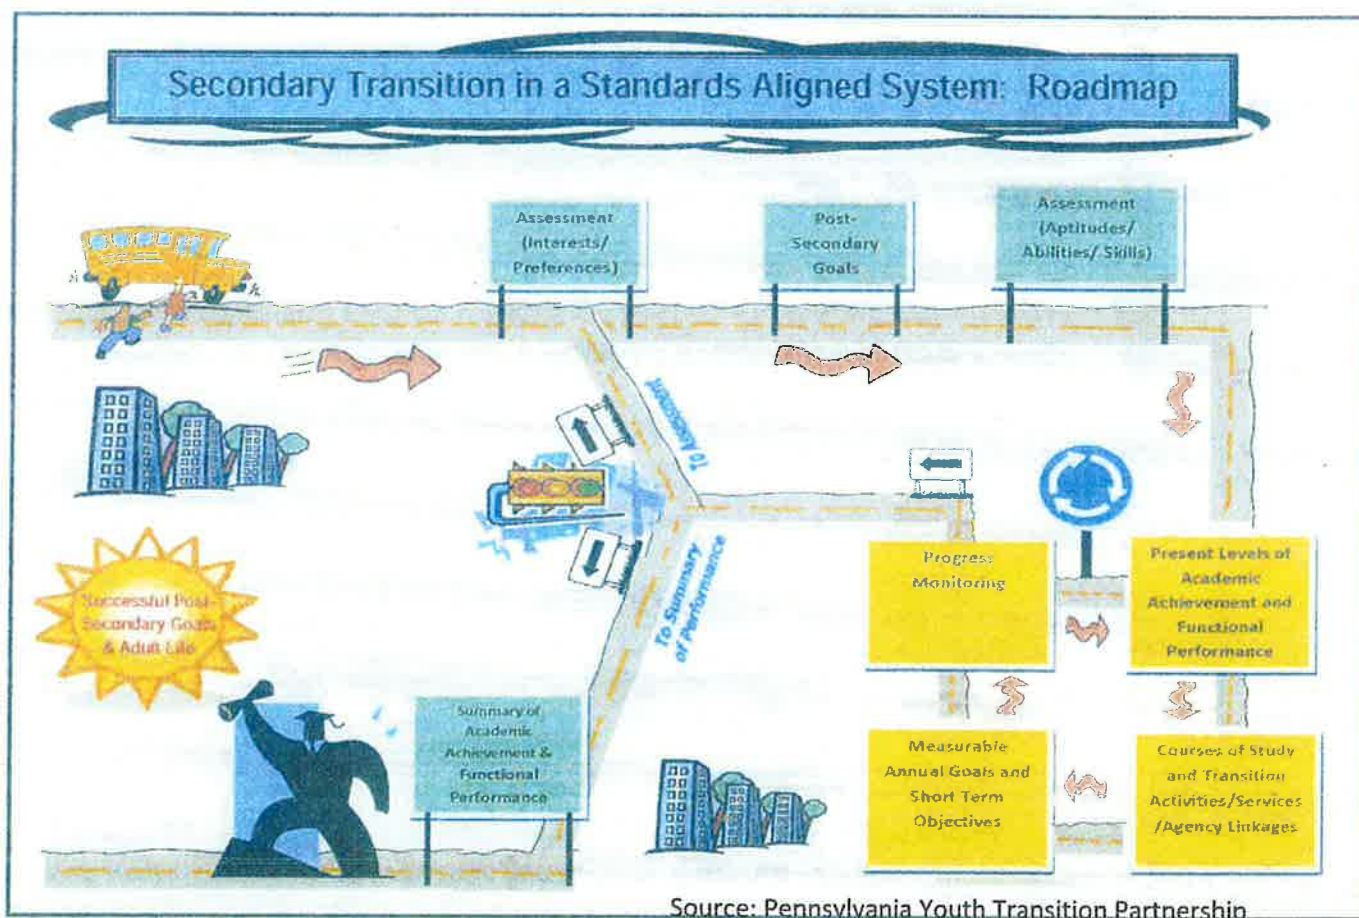 Secondary Transition in a Standards Aligned System: Roadmap
Assessment
(Interests/
Preferences)
Post-
Secondary
Goals
Assessment
(Aptitudes/
Abilities/ Skills)
To Assessment
To Summary
of Performance
Progress
Monitoring
Present Levels of
Academic
Achievement and
Functional
Performance
Successful Post-
Secondary Goals
& Adult Life
Summary of
Academic
Achievement &
Functional
Performance
Measurable
Annual Goals and
Short Term
Objectives
Courses of Study
and Transition
Activities/Services
/Agency Linkages
Source: Pennsylvania Youth Transition Partnership